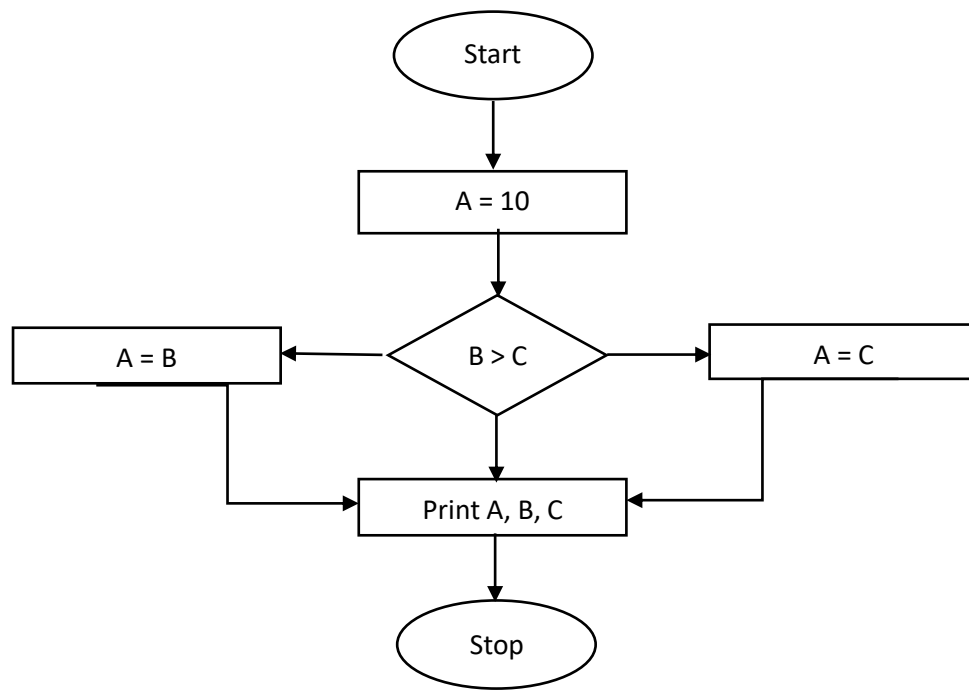 Start
A = 10
A = B
B > C
A = C
Print A, B, C
Stop